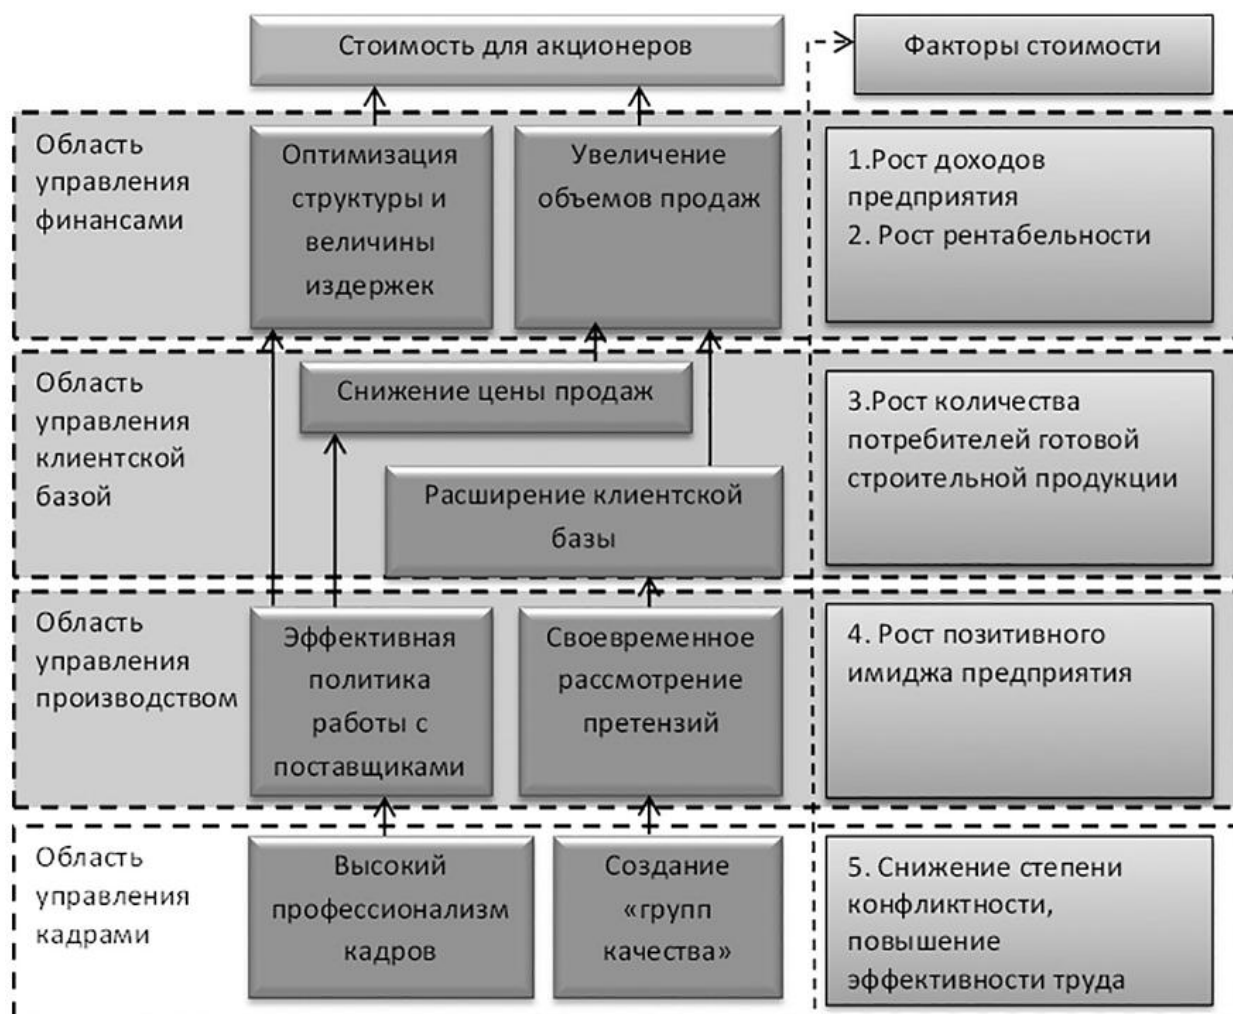 Стоимость для акционеров
Факторы стоимости
Область
управления
финансами
Оптимизация
структуры и
величины
издержек
Увеличение
объемов продаж
1.Рост доходов
предприятия
2. Рост рентабельности
Область
управления
клиентской
базой
Снижение цены продаж
Расширение клиентской
базы
3.Рост количества
потребителей готовой
строительной продукции
Область
управления
производством
Эффективная
политика
работы с
поставщиками
Своевременное
рассмотрение
претензий
4. Рост позитивного
имиджа предприятия
Область
управления
кадрами
Высокий
профессионализм
кадров
Создание
«групп
качества»
5. Снижение степени
конфликтности,
повышение
эффективности труда